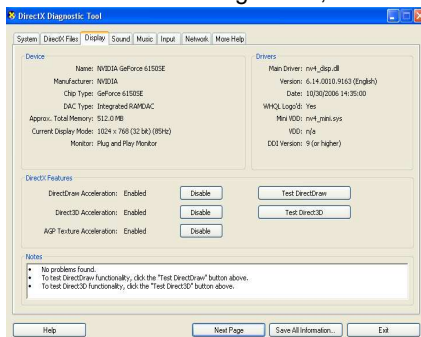 DirectX Diagnostic Tool
System DirectX Files Display Sound Music Input Network More Help
Device
Name: NVIDIA GeForce 6150SE
Manufacturer: NVIDIA
Chip Type: GeForce 6150SE
DAC Type: Integrated RAMDAC
Approx. Total Memory: 512.0 MB
Current Display Mode: 1024 x 768 (32 bit) (85Hz)
Monitor: Plug and Play Monitor
Drivers
Main Driver: nv4_disp.dll
Version: 6.14.0010.9163 (English)
Date: 10/30/2006 14:35:00
WHQL Logo'd: Yes
Mini VDD: nv4_mini.sys
VDD: n/a
DDI Version: 9 (or higher)
DirectX Features
DirectDraw Acceleration: Enabled Disable Test DirectDraw
Direct3D Acceleration: Enabled Disable Test Direct3D
AGP Texture Acceleration: Enabled Disable
Notes
• No problems found.
• To test DirectDraw functionality, click the "Test DirectDraw" button above.
• To test Direct3D functionality, click the "Test Direct3D" button above.
Help Next Page Save All Information... Exit